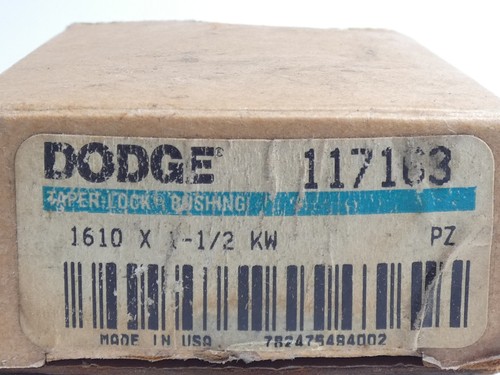 DODGE 117163
TAPER-LOCK BUSHING
1610 X 1-1/2 KW PZ
MADE IN USA 782475484002